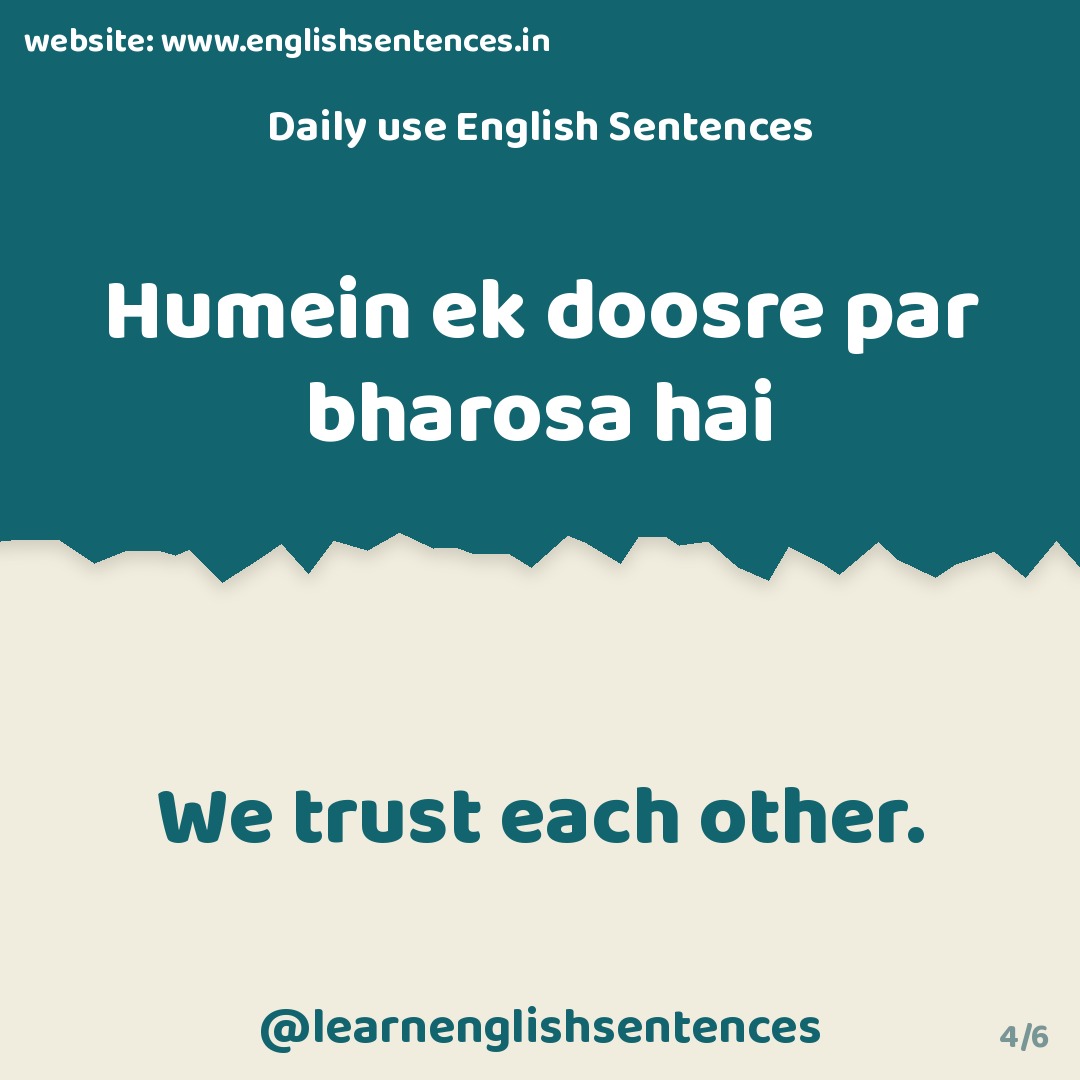 website: www.englishsentences.in
Daily use English Sentences
Humein ek doosre par
bharosa hai
We trust each other.
@learnenglishsentences
4/6